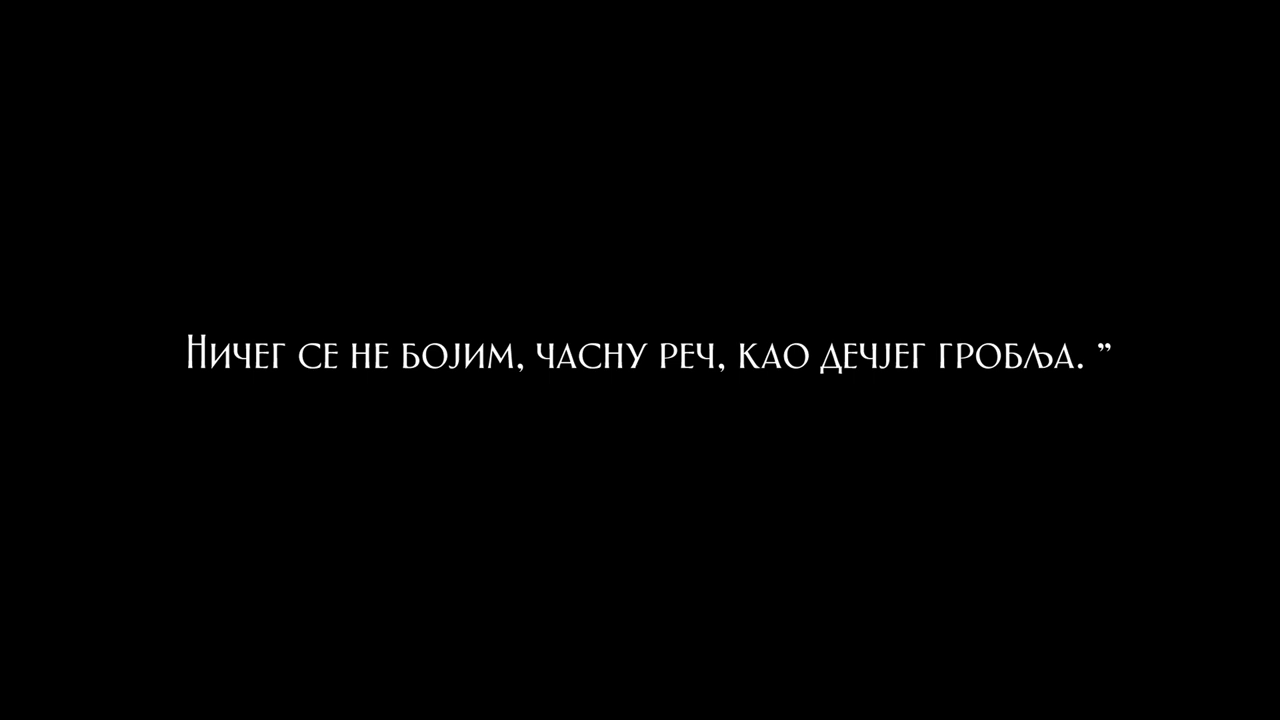 Ничег се не бојим, часну реч, као дечјег гробља. ”